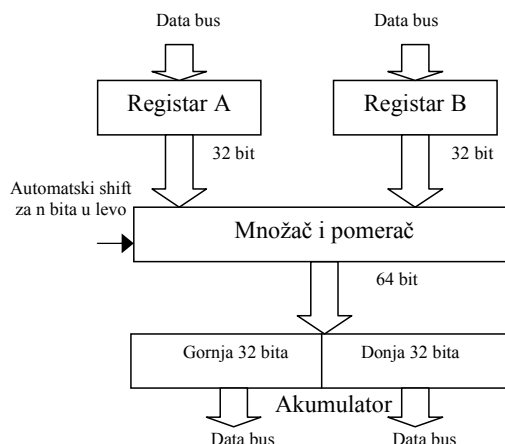 Data bus
Data bus
Registar A
Registar B
32 bit
32 bit
Automatski shift
za n bita u levo
Množač i pomerač
64 bit
Gornja 32 bita
Donja 32 bita
Akumulator
Data bus
Data bus